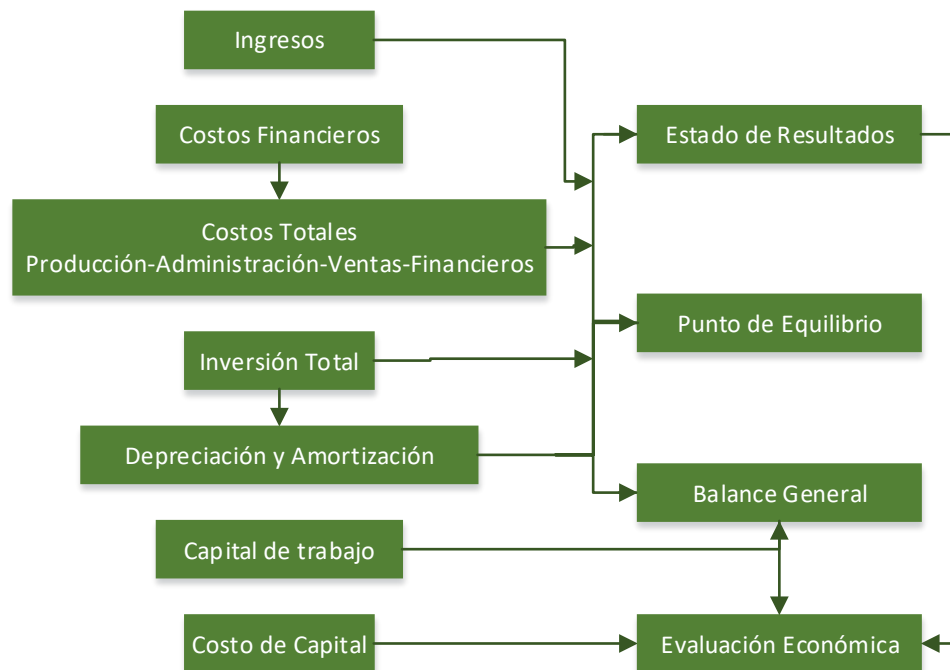 Ingresos
Costos Financieros
Costos Totales
Producción-Administración-Ventas-Financieros
Inversión Total
Depreciación y Amortización
Capital de trabajo
Costo de Capital
Estado de Resultados
Punto de Equilibrio
Balance General
Evaluación Económica